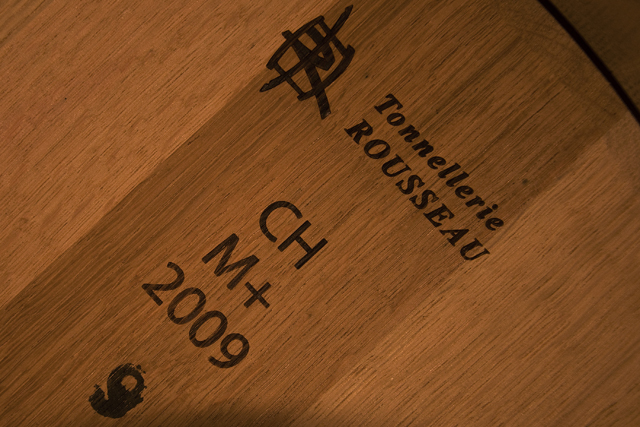 Tonnellerie
ROUSSEAU
CH
M+
2009